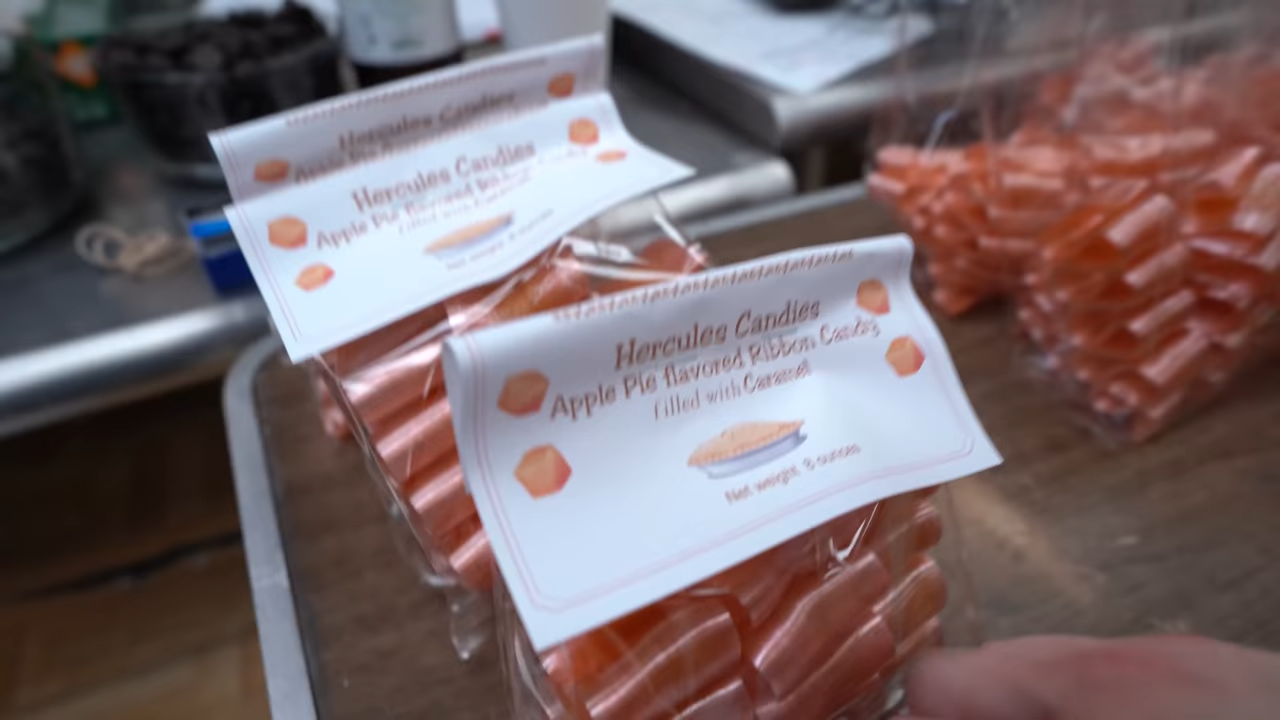 Hercules Candies
Hercules Candies
Apple Pie flavored Ribbon
filled with Caramel
Hercules Candies
Apple Pie flavored Ribbon Candy
filled with Caramel
Net weight 8 ounces